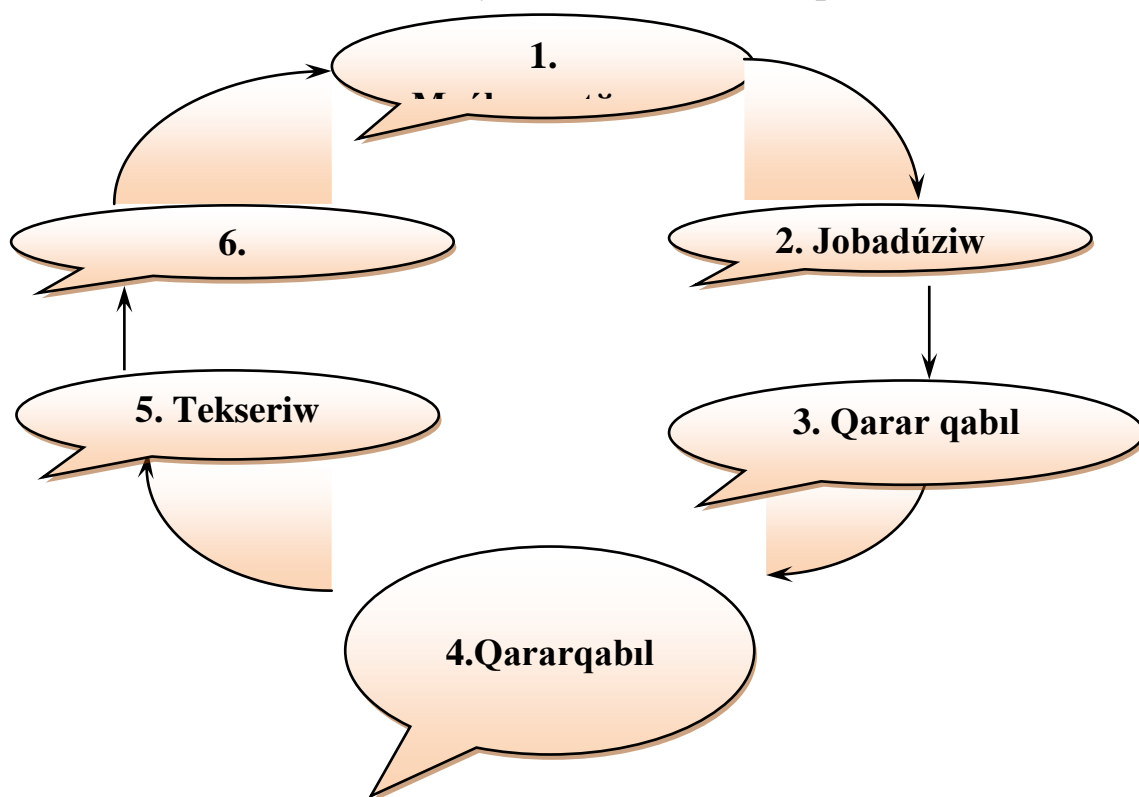 1.
2. Jobadúziw
3. Qarar qabıl
4.Qararqabıl
5. Tekseriw
6.